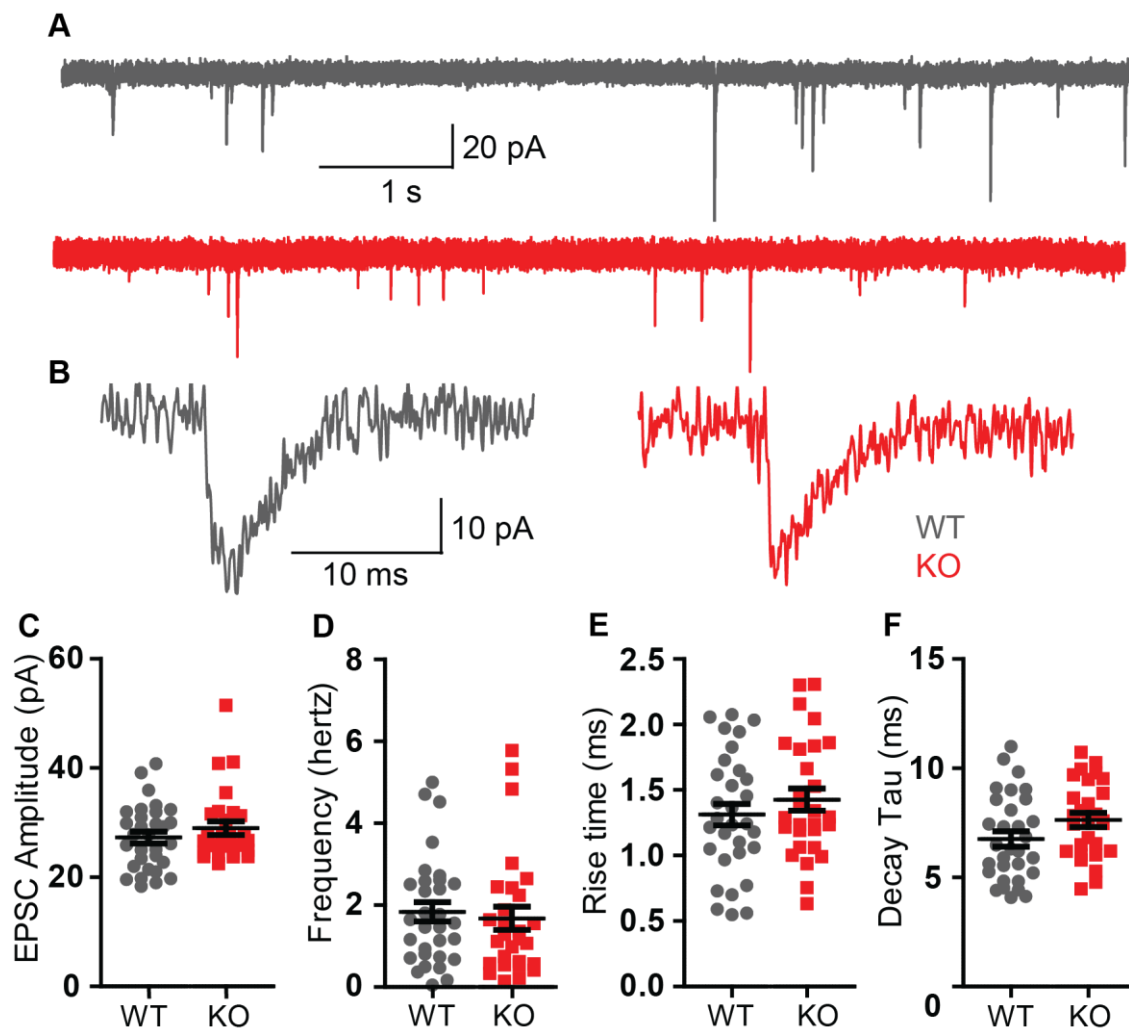 A
20 pA
1 s
B
10 pA
10 ms
WT
KO
C
EPSC Amplitude (pA)
60
40
20
0
WT KO
D
Frequency (hertz)
8
6
4
2
0
WT KO
E
Rise time (ms)
2.5
2.0
1.5
1.0
0.5
0.0
WT KO
F
Decay Tau (ms)
15
10
5
0
WT KO